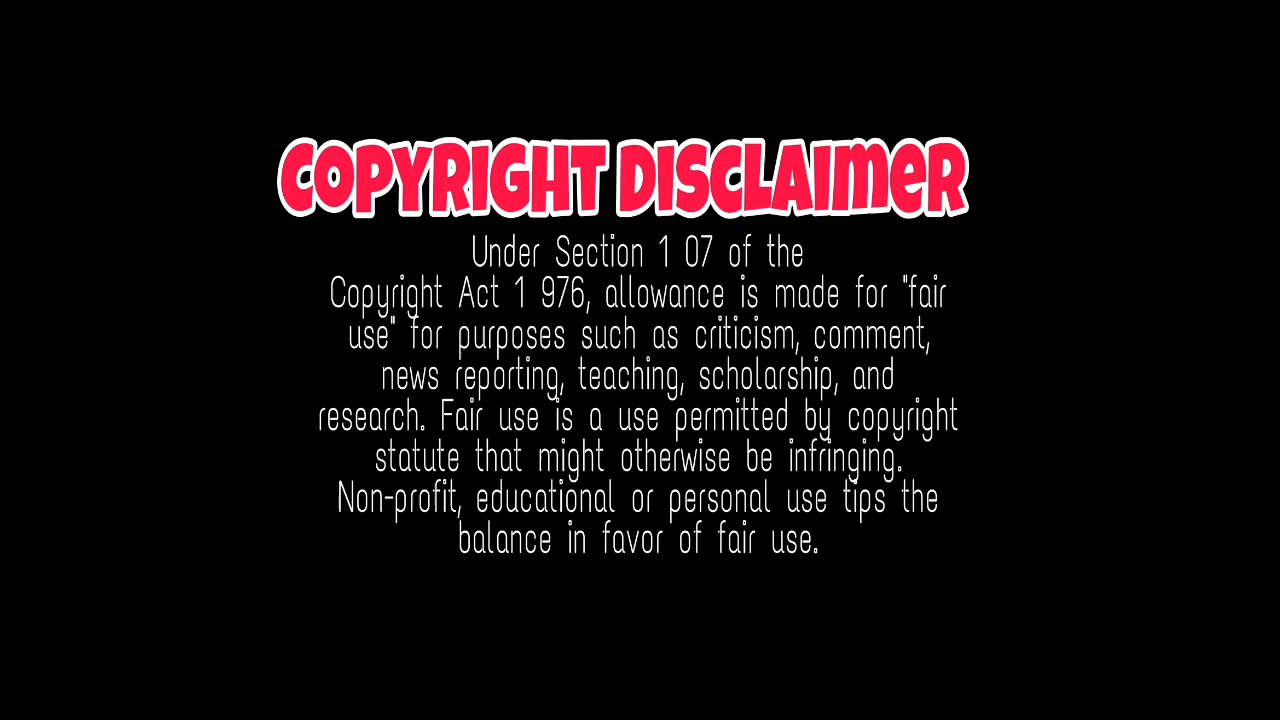 COPYRIGHT DISCLAIMER
Under Section 1 07 of the
Copyright Act 1 976, allowance is made for "fair
use" for purposes such as criticism, comment,
news reporting, teaching, scholarship, and
research. Fair use is a use permitted by copyright
statute that might otherwise be infringing.
Non-profit, educational or personal use tips the
balance in favor of fair use.